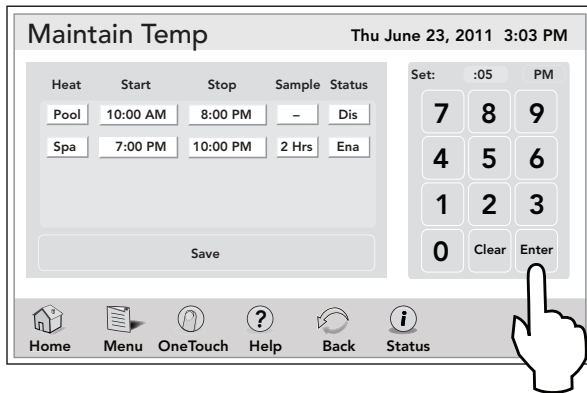 Maintain Temp Thu June 23, 2011 3:03 PM
Heat Start Stop Sample Status
Pool 10:00 AM 8:00 PM – Dis
Spa 7:00 PM 10:00 PM 2 Hrs Ena
Save
Set: :05 PM
7 8 9
4 5 6
1 2 3
0 Clear Enter
Home Menu OneTouch Help Back Status